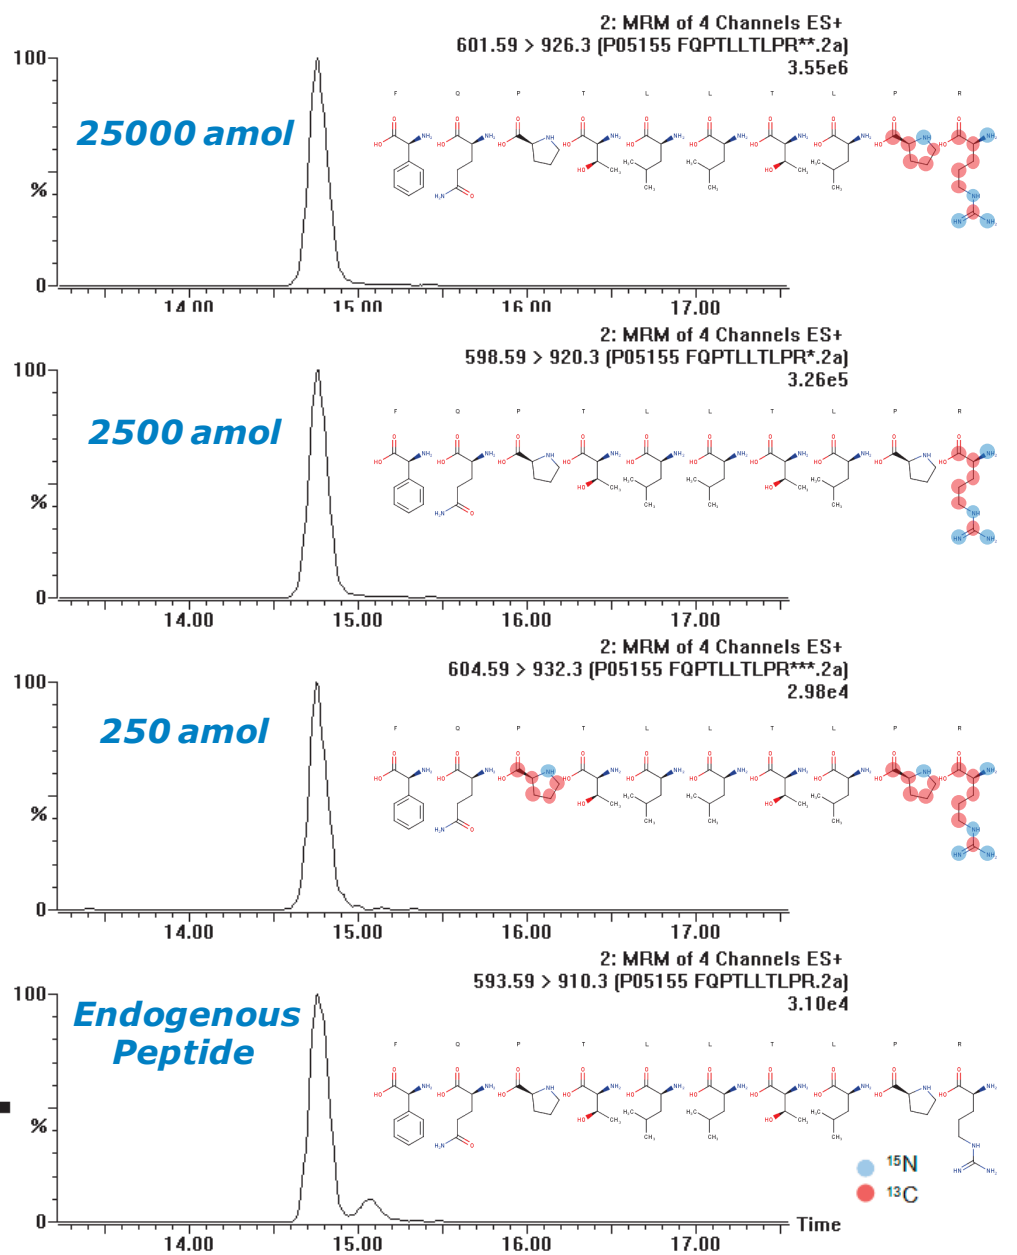 2: MRM of 4 Channels ES+
601.59 > 926.3 (P05155 FQPTLLTLPR**.2a)
3.55e6
100
25000 amol
F Q P T L L T L P R
%
0
14.00 15.00 16.00 17.00
2: MRM of 4 Channels ES+
598.59 > 920.3 (P05155 FQPTLLTLPR*.2a)
3.26e5
100
2500 amol
F Q P T L L T L P R
%
0
14.00 15.00 16.00 17.00
2: MRM of 4 Channels ES+
604.59 > 932.3 (P05155 FQPTLLTLPR***.2a)
2.98e4
100
250 amol
F Q P T L L T L P R
%
0
14.00 15.00 16.00 17.00
2: MRM of 4 Channels ES+
593.59 > 910.3 (P05155 FQPTLLTLPR.2a)
3.10e4
100
Endogenous
Peptide
F Q P T L L T L P R
%
15N
13C
0
Time
14.00 15.00 16.00 17.00